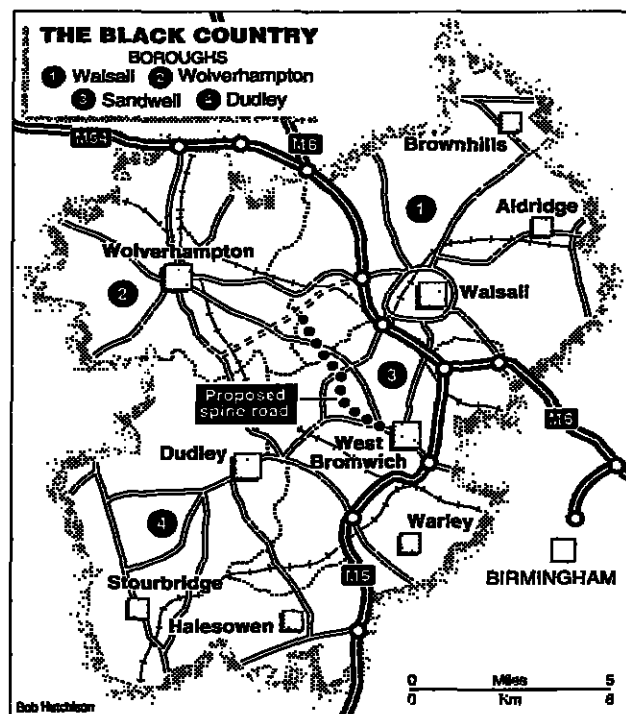 THE BLACK COUNTRY
BOROUGHS
1 Walsall 2 Wolverhampton
3 Sandwell 4 Dudley
M54
M6
Brownhills
1
Aldridge
Wolverhampton
2
Walsall
3
Proposed
spine road
M6
West
Bromwich
Dudley
4
Warley
Stourbridge
M5
BIRMINGHAM
Halesowen
0 Miles 5
0 Km 8
Bob Hutchison